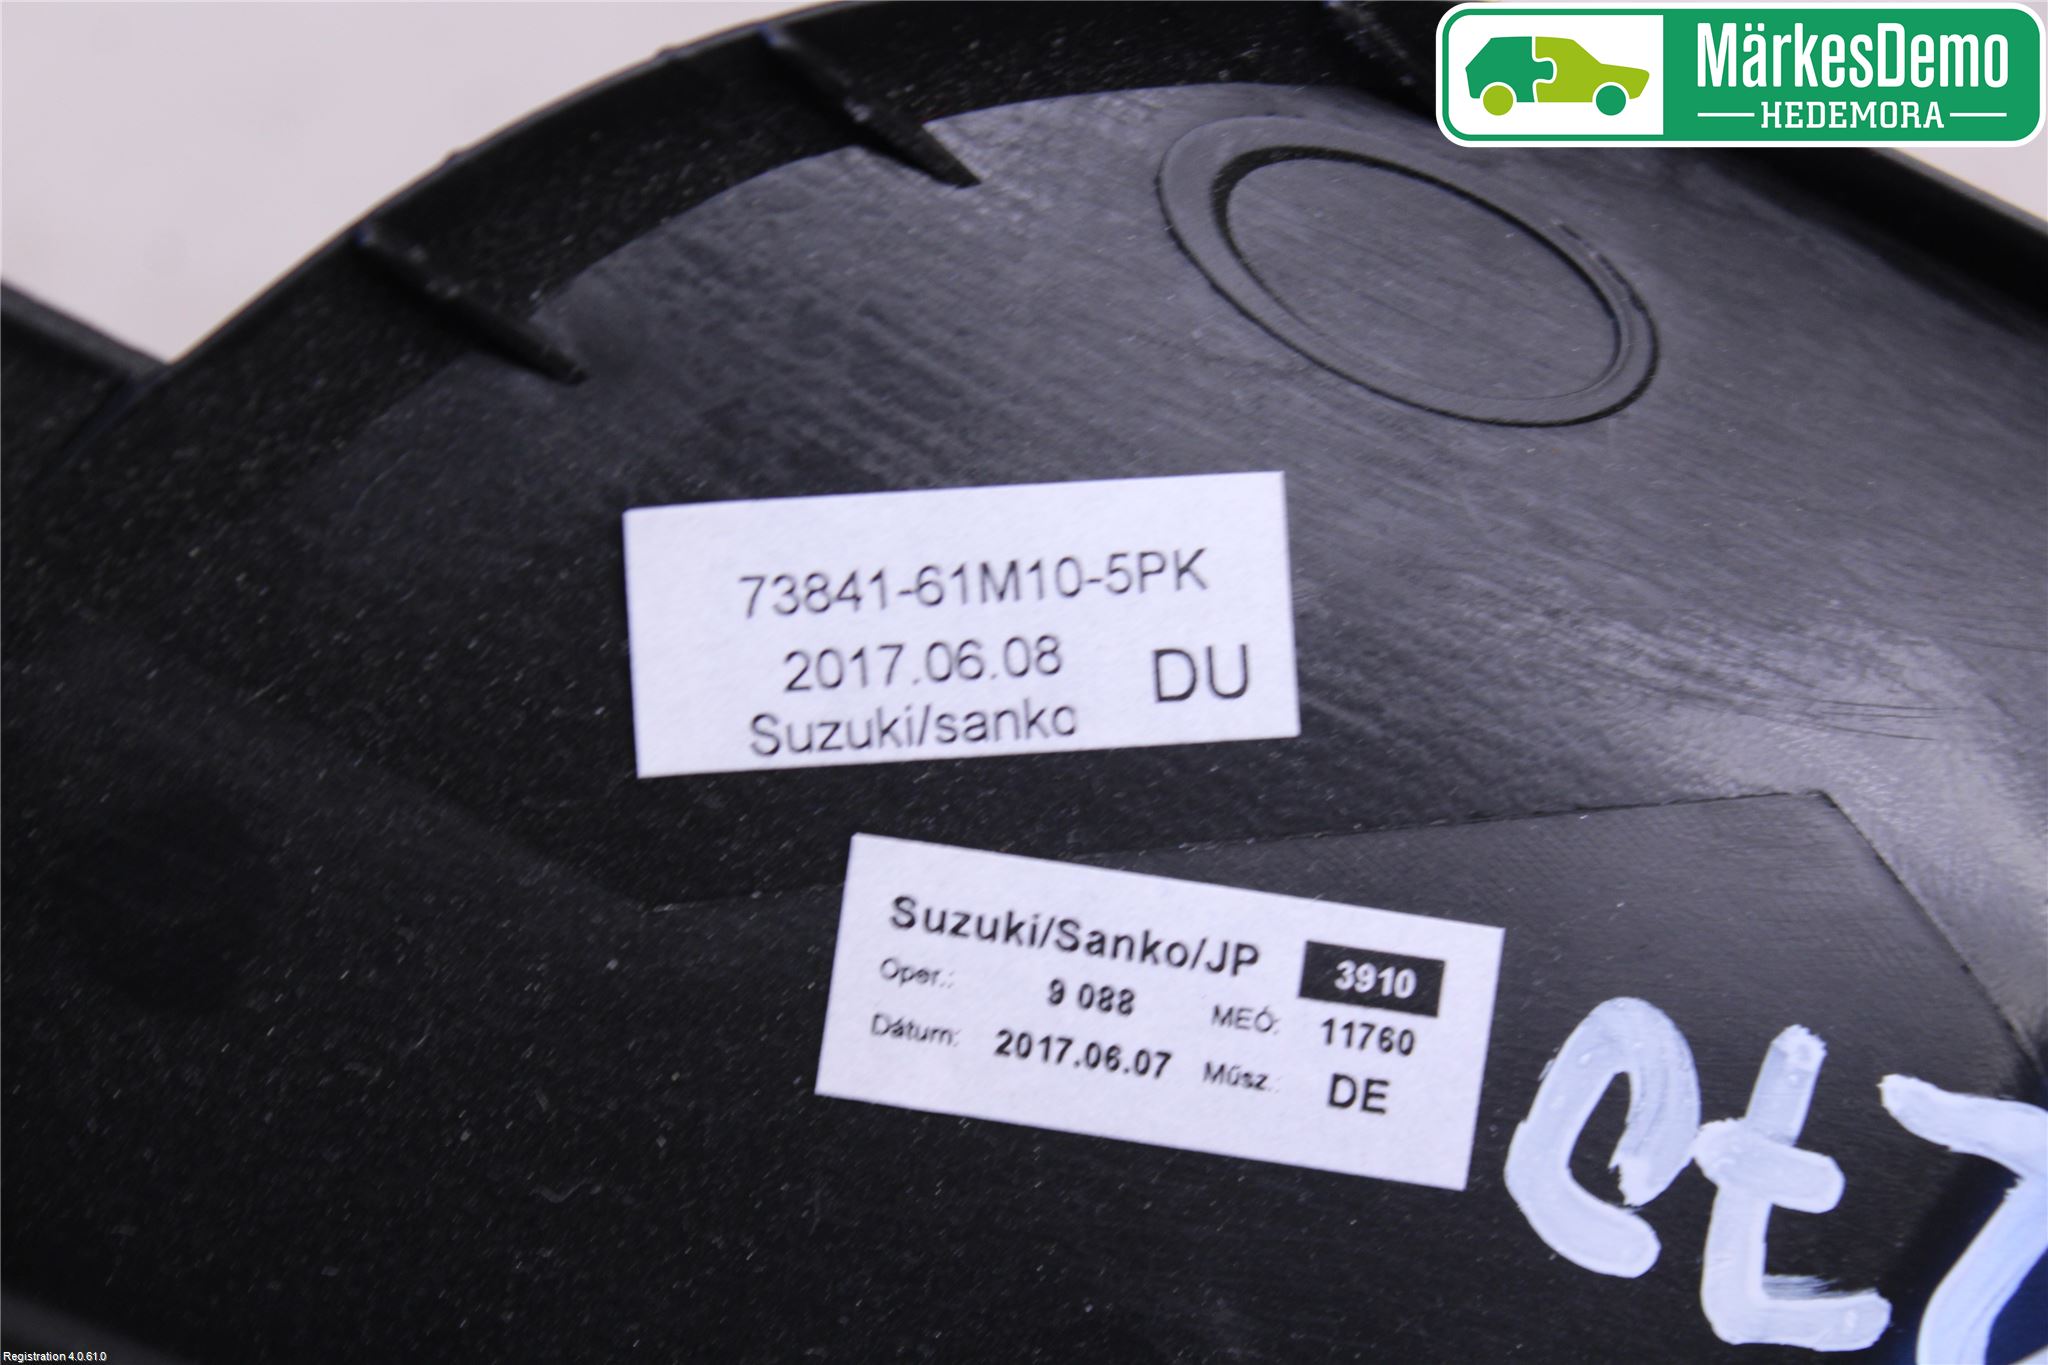 MärkesDemo
HEDEMORA
73841-61M10-5PK
2017.06.08 DU
Suzuki/sanko
Suzuki/Sanko/JP 3910
Oper.: 9 088 MEÓ: 11760
Dátum: 2017.06.07 Műsz.: DE
Registration 4.0.61.0